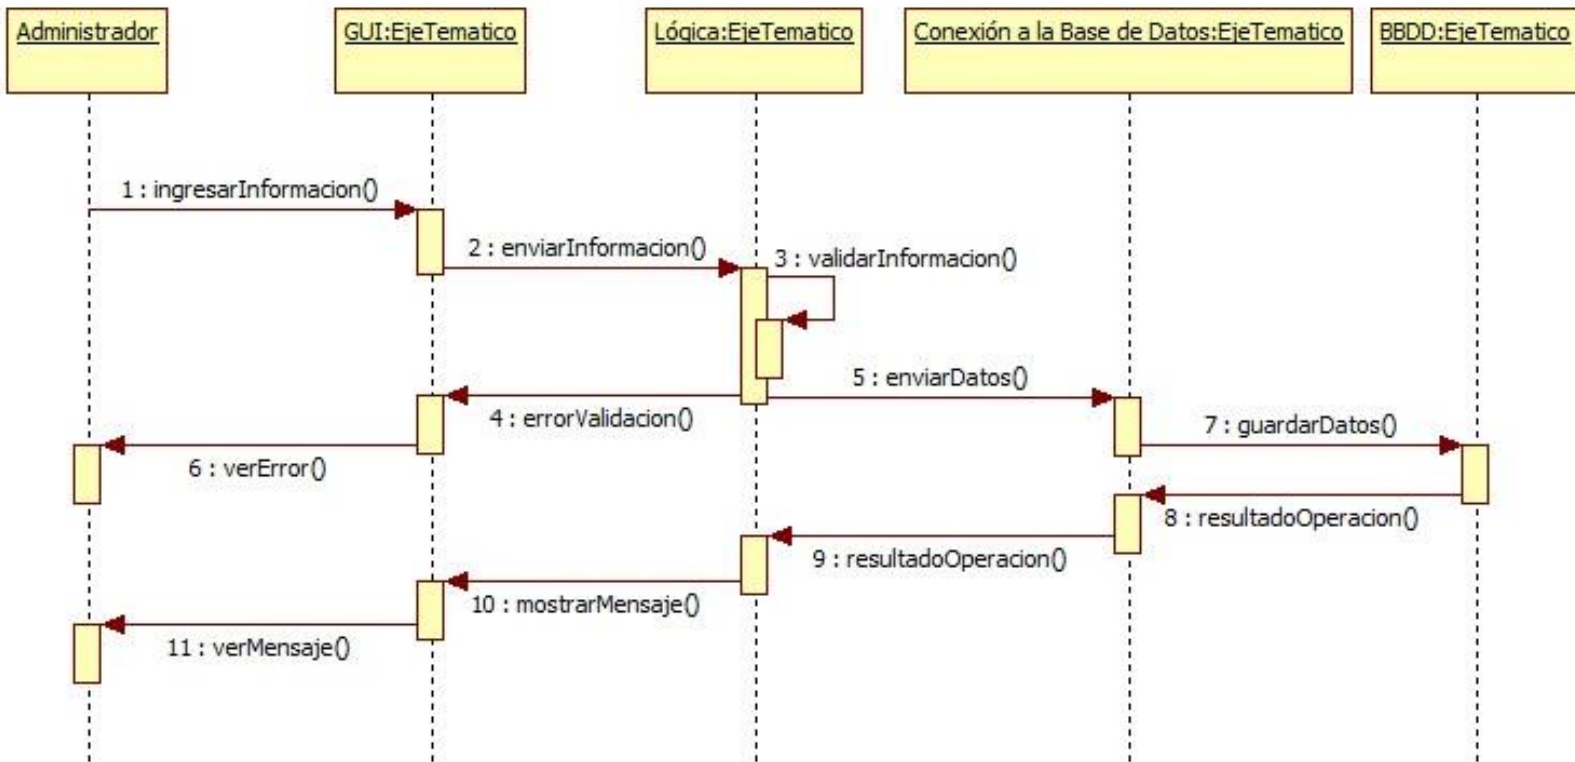 Administrador
GUI:EjeTematico
Lógica:EjeTematico
Conexión a la Base de Datos:EjeTematico
BBDD:EjeTematico
1 : ingresarInformacion()
2 : enviarInformacion()
3 : validarInformacion()
5 : enviarDatos()
4 : errorValidacion()
7 : guardarDatos()
6 : verError()
8 : resultadoOperacion()
9 : resultadoOperacion()
10 : mostrarMensaje()
11 : verMensaje()